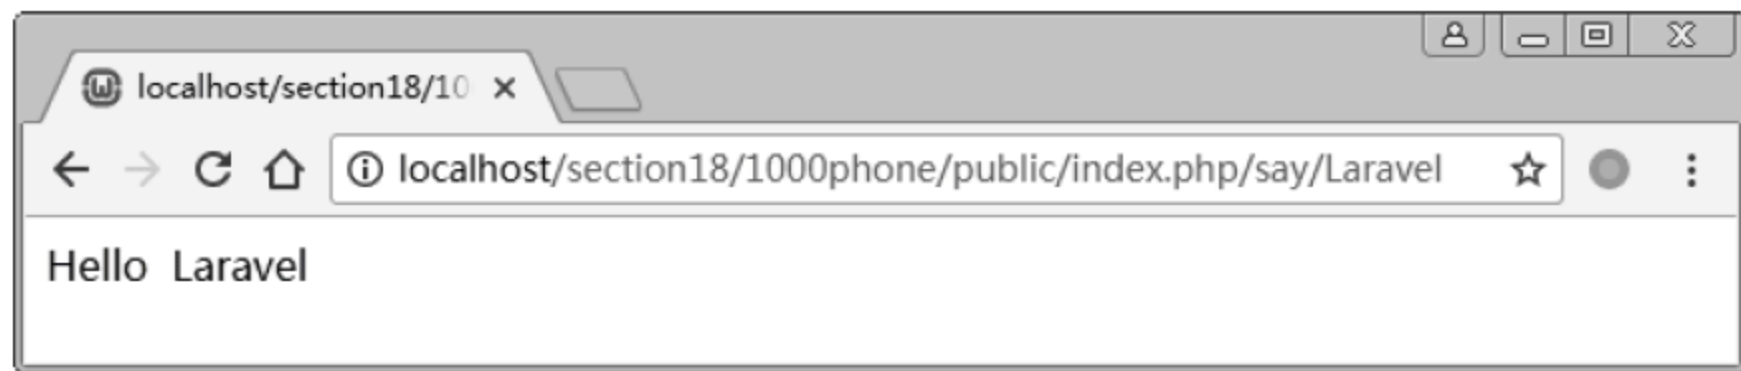 localhost/section18/10
localhost/section18/1000phone/public/index.php/say/Laravel
Hello Laravel